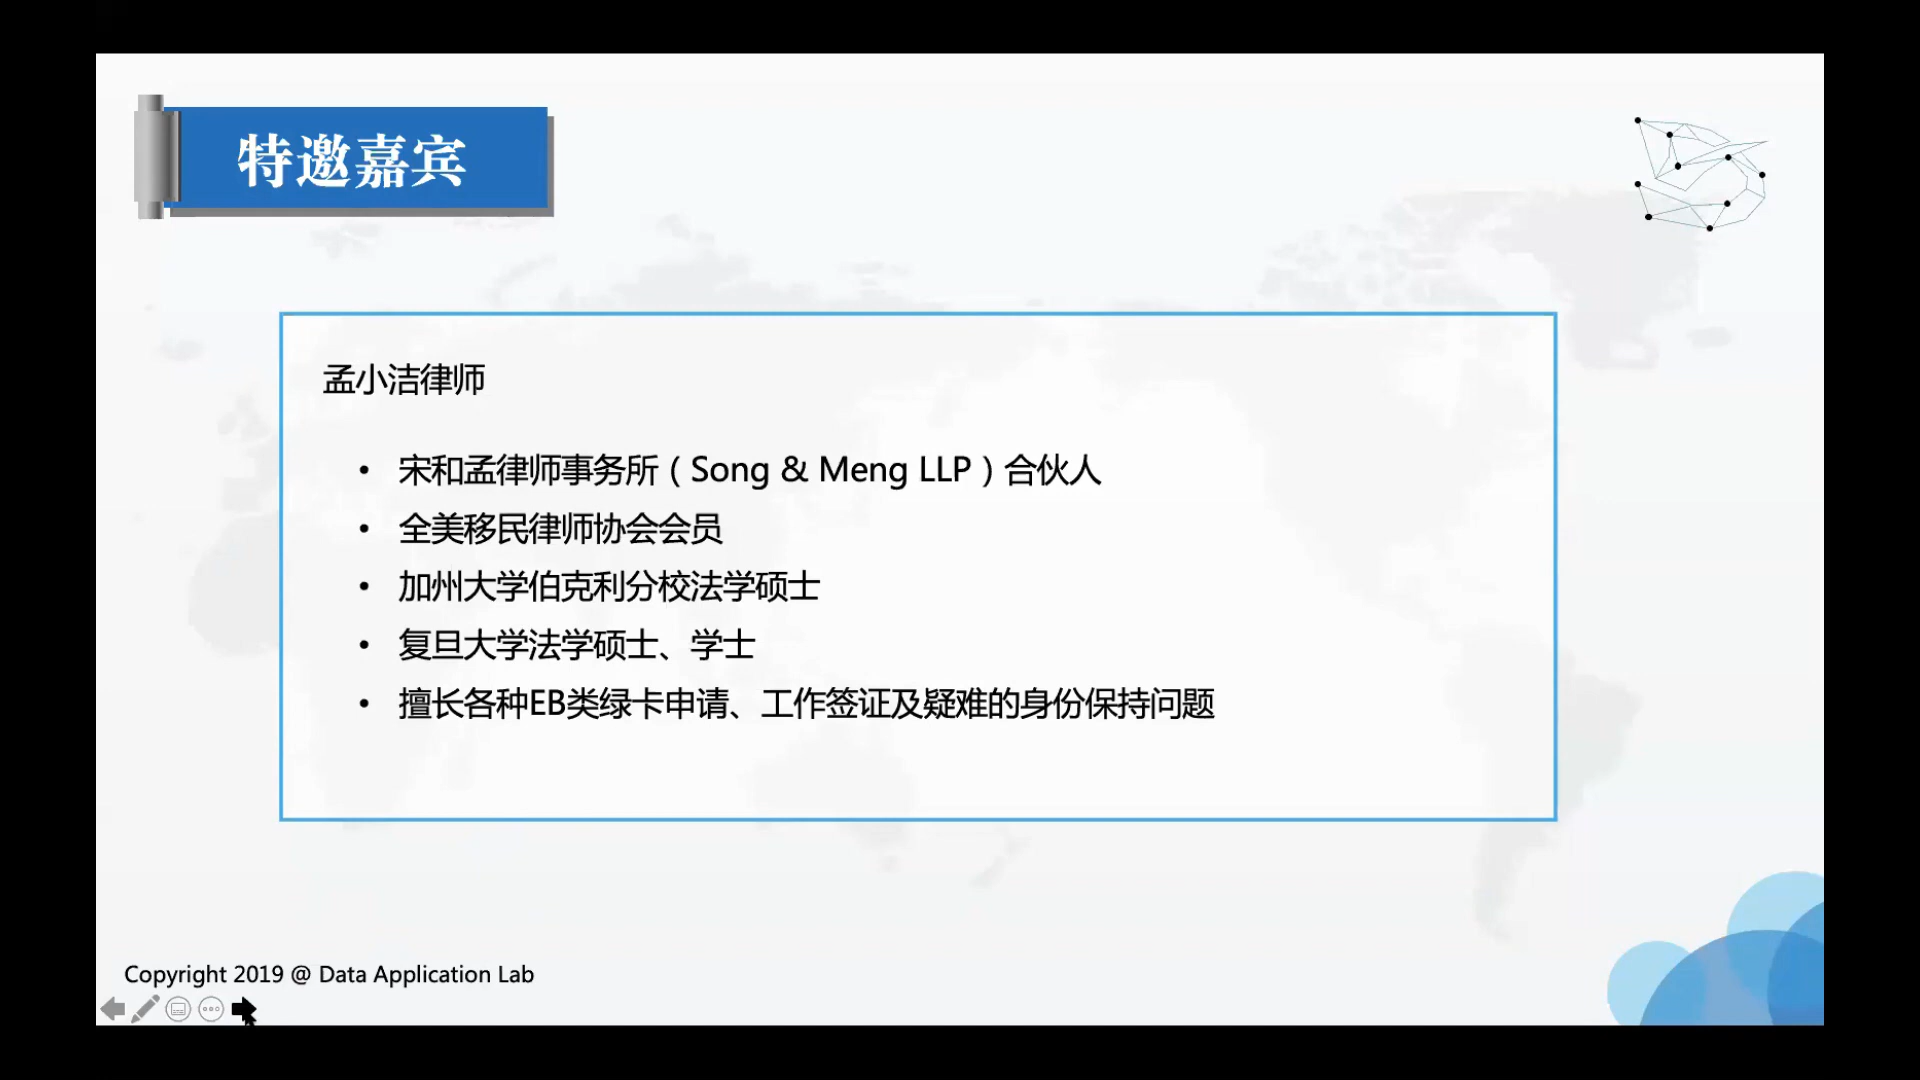 特邀嘉宾
孟小洁律师
• 宋和孟律师事务所（Song & Meng LLP）合伙人
• 全美移民律师协会会员
• 加州大学伯克利分校法学硕士
• 复旦大学法学硕士、学士
• 擅长各种EB类绿卡申请、工作签证及疑难的身份保持问题
Copyright 2019 @ Data Application Lab